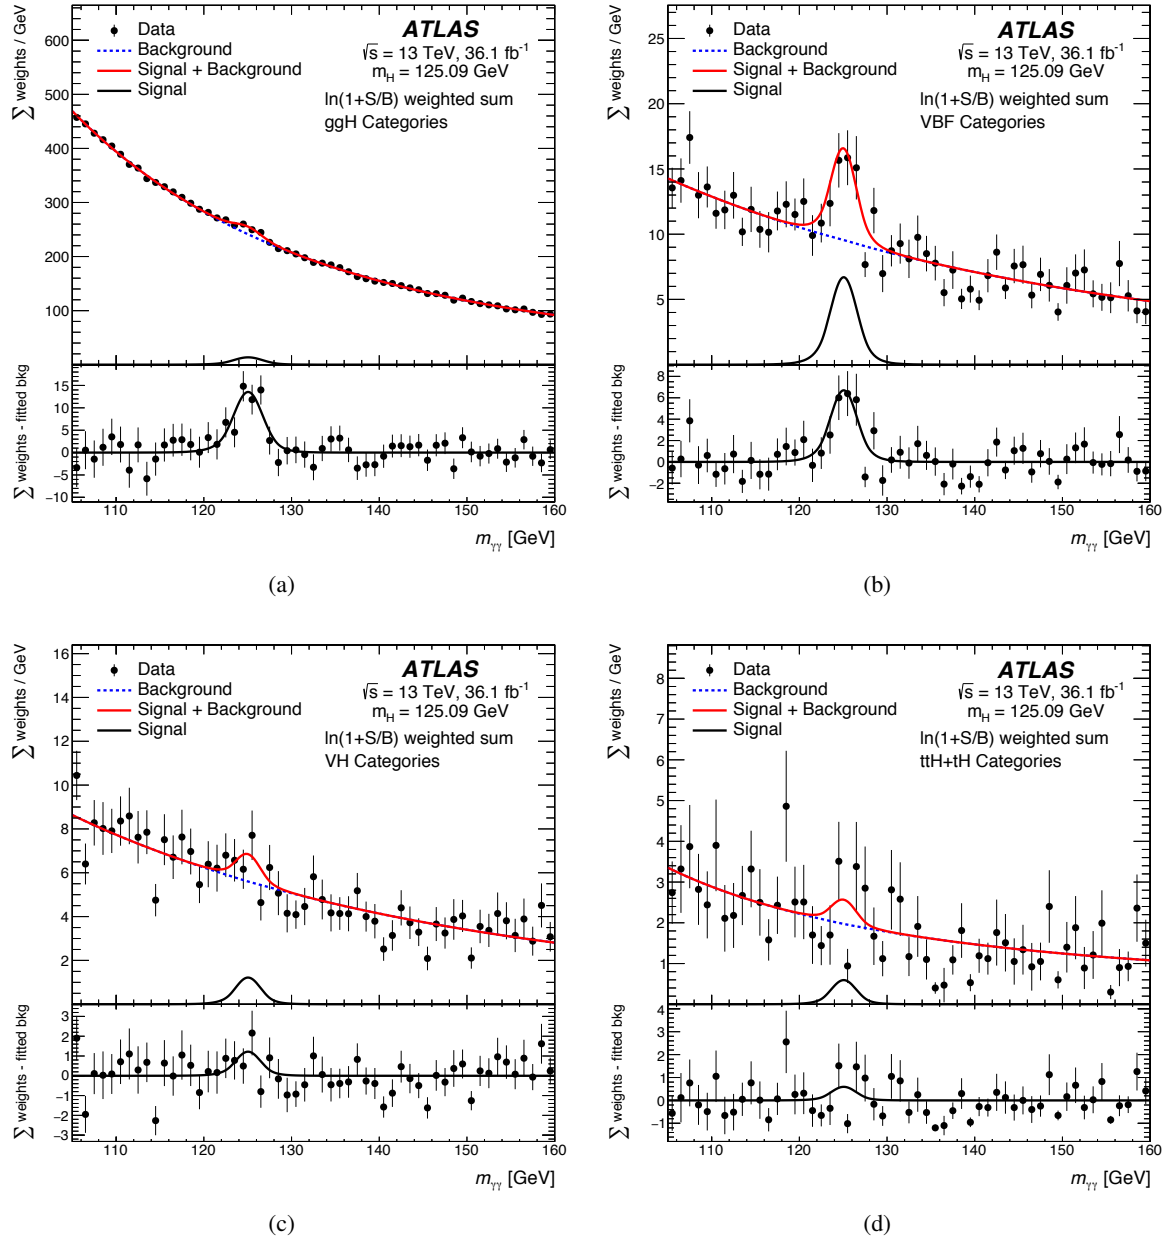 Σ weights / GeV
600
500
400
300
200
100
Data
Background
Signal + Background
Signal
ATLAS
√s = 13 TeV, 36.1 fb⁻¹
m_H = 125.09 GeV
ln(1+S/B) weighted sum
ggH Categories
Σ weights - fitted bkg
15
10
5
0
−5
−10
110 120 130 140 150 160
m_γγ [GeV]
(a)
Σ weights / GeV
25
20
15
10
5
Data
Background
Signal + Background
Signal
ATLAS
√s = 13 TeV, 36.1 fb⁻¹
m_H = 125.09 GeV
ln(1+S/B) weighted sum
VBF Categories
Σ weights - fitted bkg
8
6
4
2
0
−2
110 120 130 140 150 160
m_γγ [GeV]
(b)
Σ weights / GeV
16
14
12
10
8
6
4
2
Data
Background
Signal + Background
Signal
ATLAS
√s = 13 TeV, 36.1 fb⁻¹
m_H = 125.09 GeV
ln(1+S/B) weighted sum
VH Categories
Σ weights - fitted bkg
3
2
1
0
−1
−2
−3
110 120 130 140 150 160
m_γγ [GeV]
(c)
Σ weights / GeV
8
7
6
5
4
3
2
1
Data
Background
Signal + Background
Signal
ATLAS
√s = 13 TeV, 36.1 fb⁻¹
m_H = 125.09 GeV
ln(1+S/B) weighted sum
ttH+tH Categories
Σ weights - fitted bkg
4
3
2
1
0
−1
110 120 130 140 150 160
m_γγ [GeV]
(d)